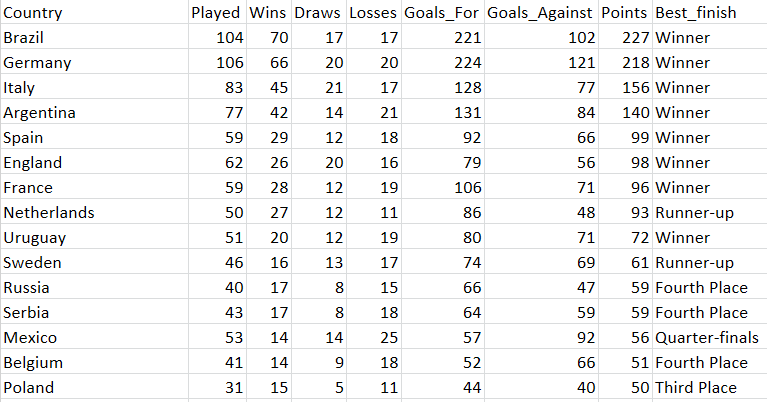 Country Played Wins Draws Losses Goals_For Goals_Against Points Best_finish
Brazil 104 70 17 17 221 102 227 Winner
Germany 106 66 20 20 224 121 218 Winner
Italy 83 45 21 17 128 77 156 Winner
Argentina 77 42 14 21 131 84 140 Winner
Spain 59 29 12 18 92 66 99 Winner
England 62 26 20 16 79 56 98 Winner
France 59 28 12 19 106 71 96 Winner
Netherlands 50 27 12 11 86 48 93 Runner-up
Uruguay 51 20 12 19 80 71 72 Winner
Sweden 46 16 13 17 74 69 61 Runner-up
Russia 40 17 8 15 66 47 59 Fourth Place
Serbia 43 17 8 18 64 59 59 Fourth Place
Mexico 53 14 14 25 57 92 56 Quarter-finals
Belgium 41 14 9 18 52 66 51 Fourth Place
Poland 31 15 5 11 44 40 50 Third Place